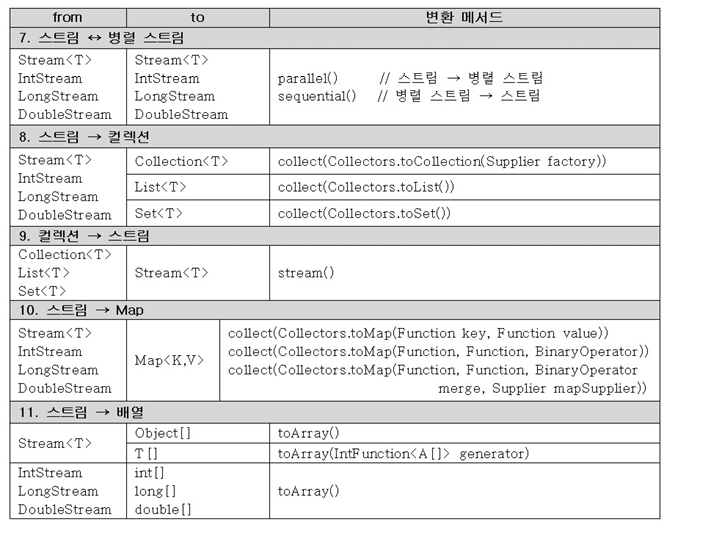 from to 변환 메서드
7. 스트림 ↔ 병렬 스트림
Stream<T> Stream<T>
IntStream IntStream parallel() // 스트림 → 병렬 스트림
LongStream LongStream sequential() // 병렬 스트림 → 스트림
DoubleStream DoubleStream
8. 스트림 → 컬렉션
Stream<T>
IntStream
LongStream
DoubleStream
Collection<T> collect(Collectors.toCollection(Supplier factory))
List<T> collect(Collectors.toList())
Set<T> collect(Collectors.toSet())
9. 컬렉션 → 스트림
Collection<T>
List<T>
Set<T>
Stream<T> stream()
10. 스트림 → Map
Stream<T>
IntStream
LongStream
DoubleStream
Map<K,V>
collect(Collectors.toMap(Function key, Function value))
collect(Collectors.toMap(Function, Function, BinaryOperator))
collect(Collectors.toMap(Function, Function, BinaryOperator
merge, Supplier mapSupplier))
11. 스트림 → 배열
Stream<T>
Object[] toArray()
T[] toArray(IntFunction<A[]> generator)
IntStream int[]
LongStream long[] toArray()
DoubleStream double[]